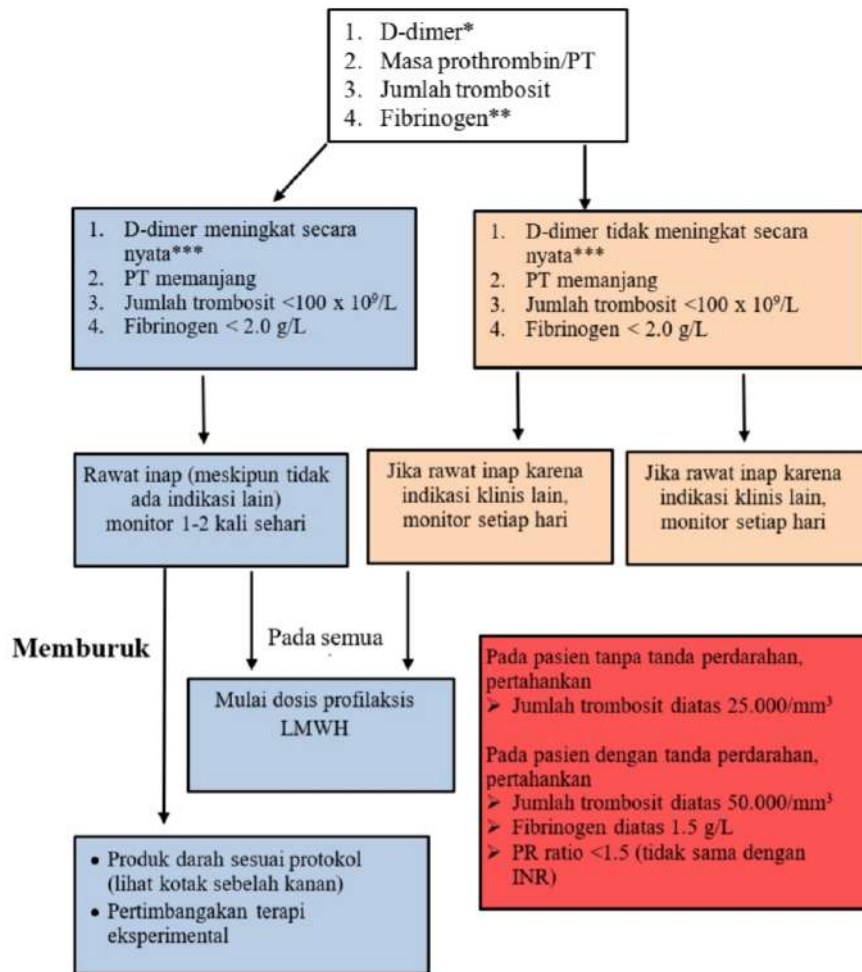 1. D-dimer*
2. Masa prothrombin/PT
3. Jumlah trombosit
4. Fibrinogen**
1. D-dimer meningkat secara
nyata***
2. PT memanjang
3. Jumlah trombosit <100 x 10⁹/L
4. Fibrinogen < 2.0 g/L
1. D-dimer tidak meningkat secara
nyata***
2. PT memanjang
3. Jumlah trombosit <100 x 10⁹/L
4. Fibrinogen < 2.0 g/L
Rawat inap (meskipun tidak
ada indikasi lain)
monitor 1-2 kali sehari
Jika rawat inap karena
indikasi klinis lain,
monitor setiap hari
Jika rawat inap karena
indikasi klinis lain,
monitor setiap hari
Memburuk
Pada semua
Mulai dosis profilaksis
LMWH
Pada pasien tanpa tanda perdarahan,
pertahankan
➢ Jumlah trombosit diatas 25.000/mm³
Pada pasien dengan tanda perdarahan,
pertahankan
➢ Jumlah trombosit diatas 50.000/mm³
➢ Fibrinogen diatas 1.5 g/L
➢ PR ratio <1.5 (tidak sama dengan
INR)
• Produk darah sesuai protokol
(lihat kotak sebelah kanan)
• Pertimbangakan terapi
eksperimental